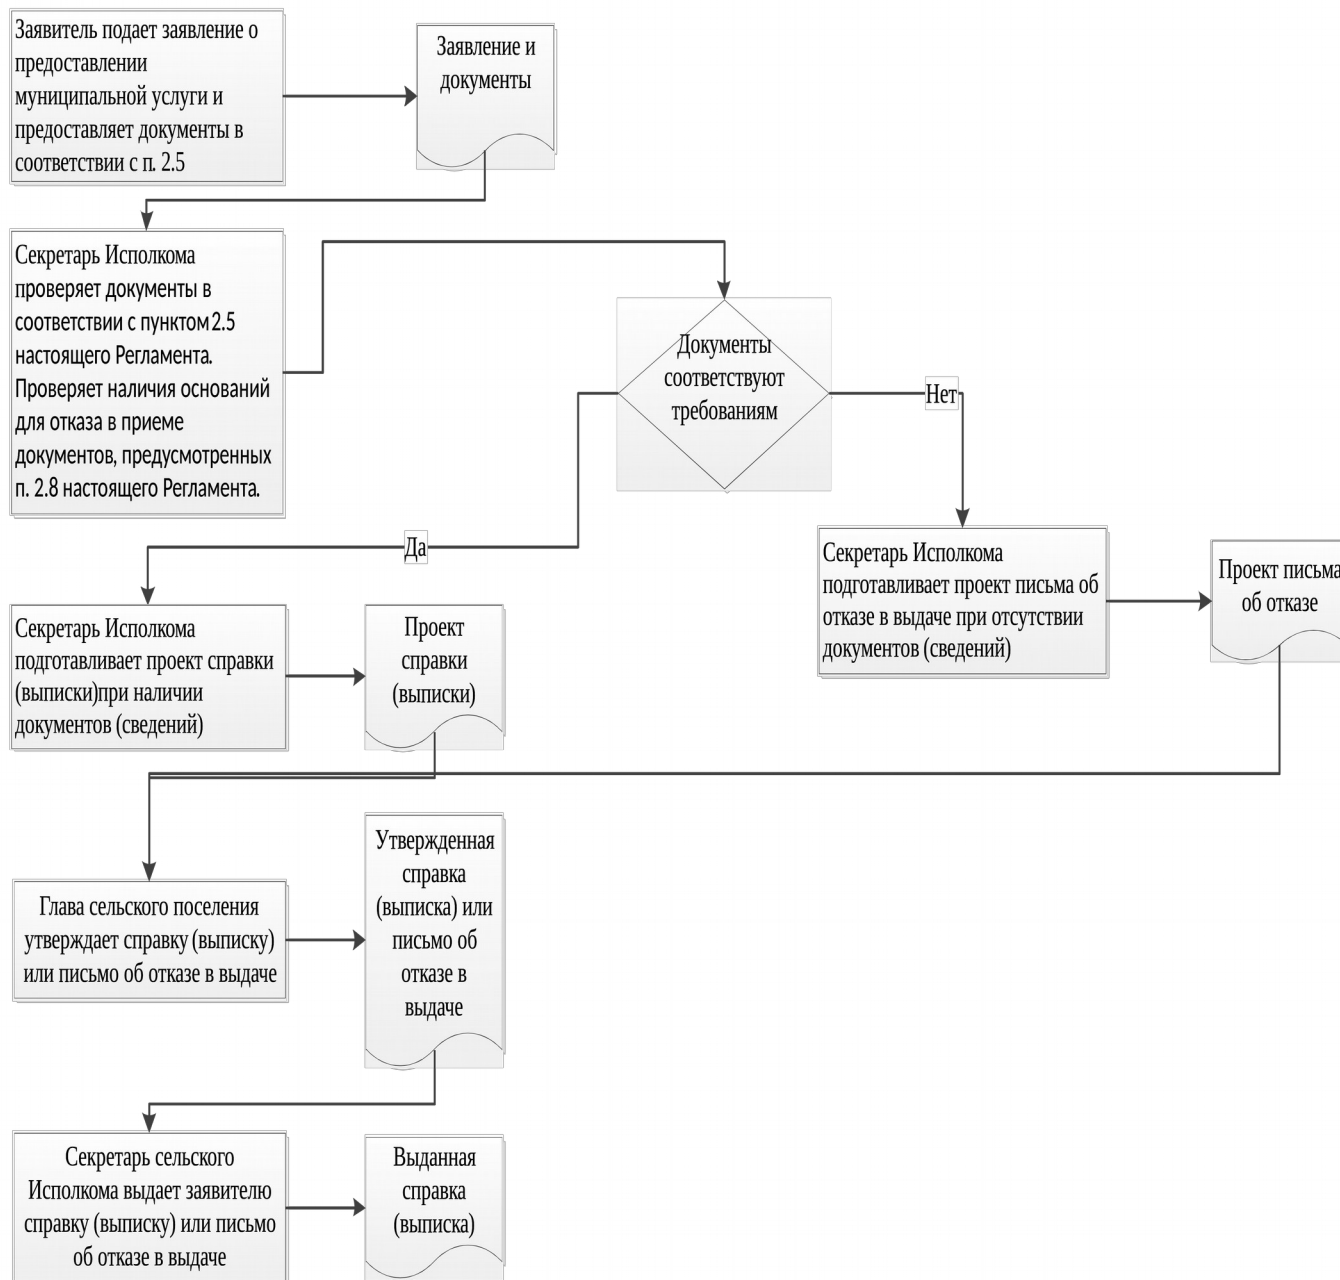 Заявитель подает заявление о
предоставлении
муниципальной услуги и
предоставляет документы в
соответствии с п. 2.5
Заявление и
документы
Секретарь Исполкома
проверяет документы в
соответствии с пунктом 2.5
настоящего Регламента.
Проверяет наличия оснований
для отказа в приеме
документов, предусмотренных
п. 2.8 настоящего Регламента.
Документы
соответствуют
требованиям
Нет
Да
Секретарь Исполкома
подготавливает проект письма об
отказе в выдаче при отсутствии
документов (сведений)
Проект письма
об отказе
Секретарь Исполкома
подготавливает проект справки
(выписки)при наличии
документов (сведений)
Проект
справки
(выписки)
Глава сельского поселения
утверждает справку (выписку)
или письмо об отказе в выдаче
Утвержденная
справка
(выписка) или
письмо об
отказе в
выдаче
Секретарь сельского
Исполкома выдает заявителю
справку (выписку) или письмо
об отказе в выдаче
Выданная
справка
(выписка)